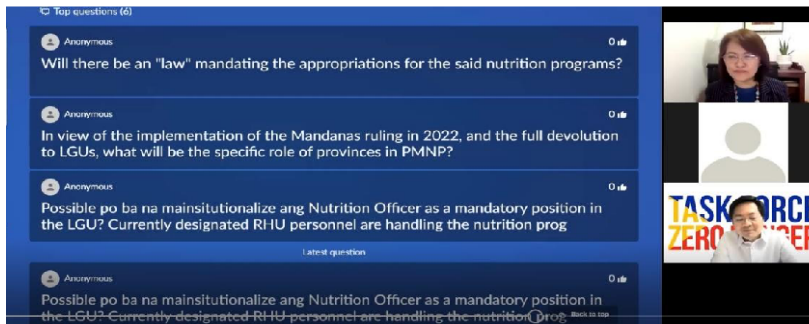 Top questions (6)
Anonymous
0
Will there be an "law" mandating the appropriations for the said nutrition programs?
Anonymous
0
In view of the implementation of the Mandanas ruling in 2022, and the full devolution
to LGUs, what will be the specific role of provinces in PMNP?
Anonymous
0
Possible po ba na mainsitutionalize ang Nutrition Officer as a mandatory position in
the LGU? Currently designated RHU personnel are handling the nutrition prog
Latest question
Anonymous
0
Possible po ba na mainsitutionalize ang Nutrition Officer as a mandatory position in
the LGU? Currently designated RHU personnel are handling the nutrition prog
Back to top
TASK
ZERO